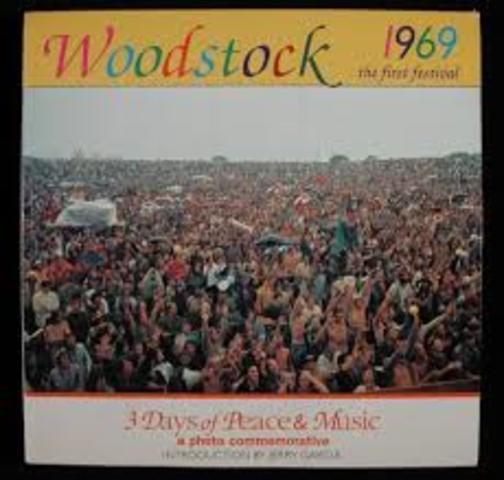 Woodstock 1969
the first festival
3 Days of Peace & Music
a photo commemorative
INTRODUCTION BY JERRY GARCIA